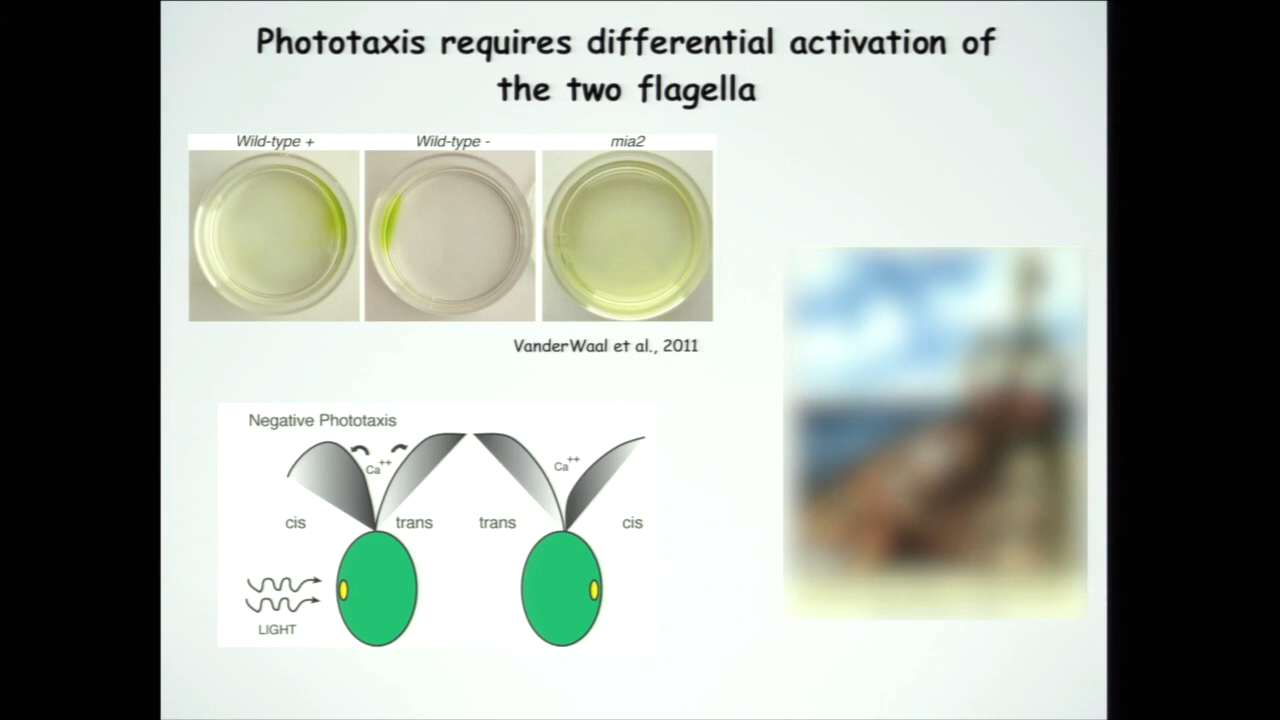 Phototaxis requires differential activation of
the two flagella
Wild-type +
Wild-type -
mia2
VanderWaal et al., 2011
Negative Phototaxis
Ca++
Ca++
cis
trans
trans
cis
LIGHT